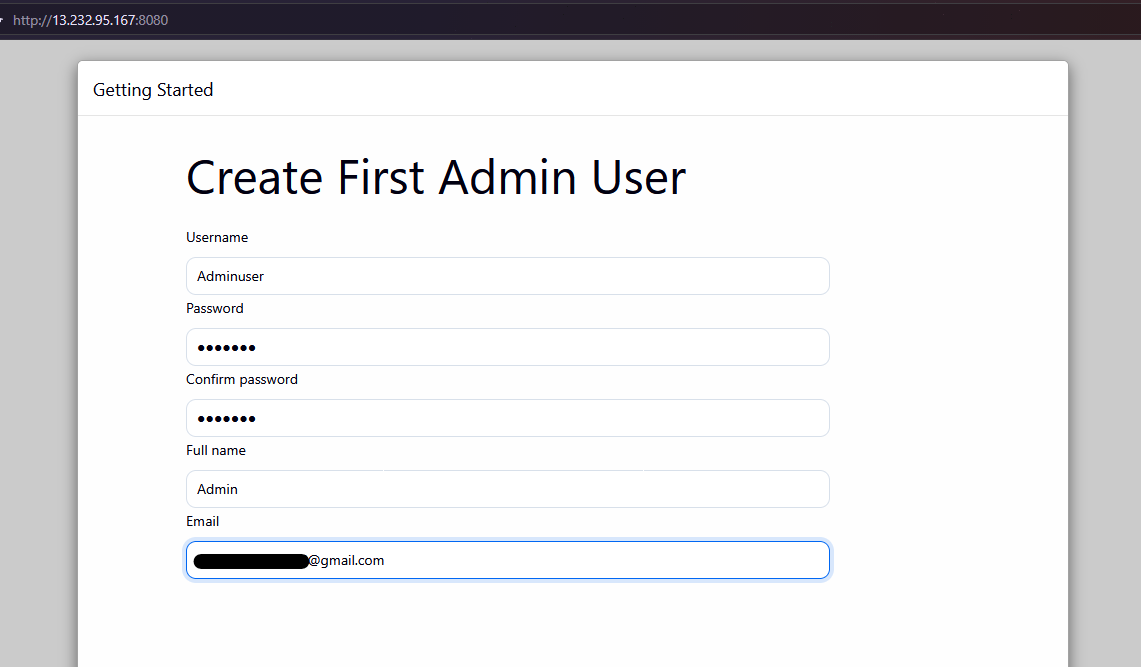 http://13.232.95.167:8080
Getting Started
Create First Admin User
Username
Adminuser
Password
•••••••
Confirm password
•••••••
Full name
Admin
Email
@gmail.com